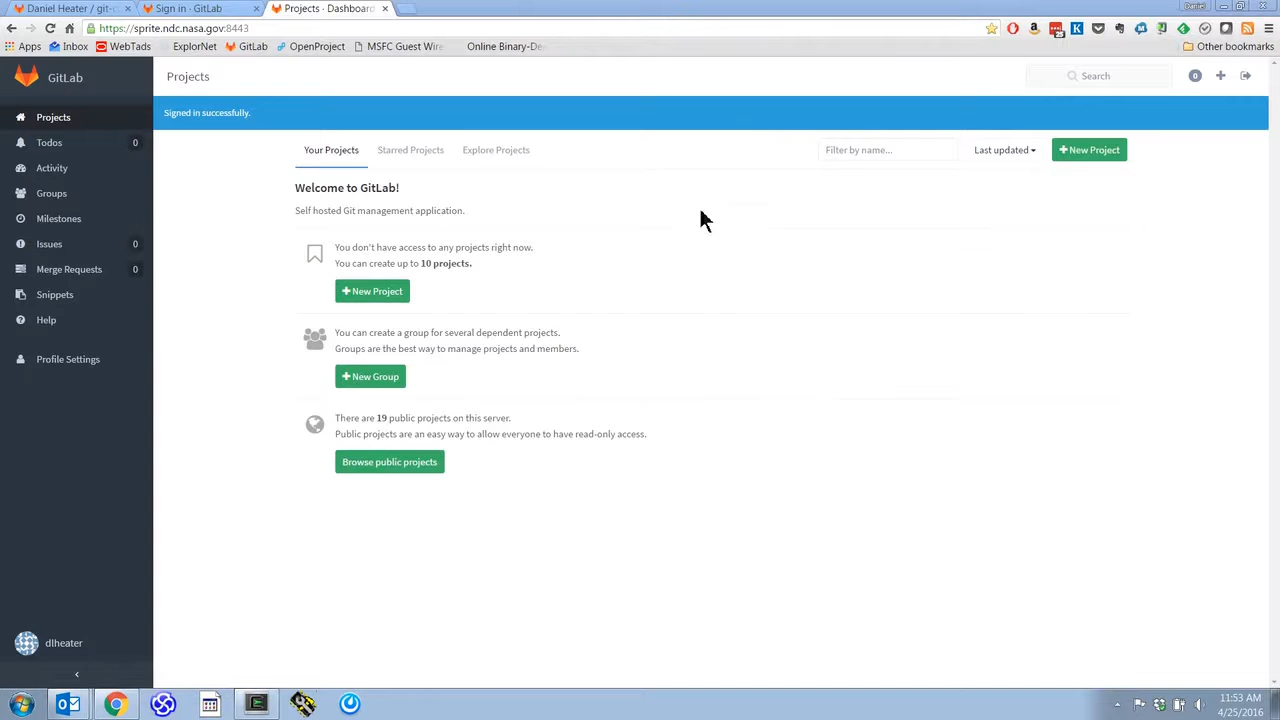 Daniel Heater / git-c
Sign in · GitLab
Projects · Dashboard
Daniel
https://sprite.ndc.nasa.gov:8443
Apps
Inbox
WebTads
ExplorNet
GitLab
OpenProject
MSFC Guest Wire
Online Binary-De
Other bookmarks
GitLab
Projects
Search
0
Projects
Todos 0
Activity
Groups
Milestones
Issues 0
Merge Requests 0
Snippets
Help
Profile Settings
dlheater
Signed in successfully.
Your Projects
Starred Projects
Explore Projects
Filter by name...
Last updated
New Project
Welcome to GitLab!
Self hosted Git management application.
You don't have access to any projects right now.
You can create up to 10 projects.
New Project
You can create a group for several dependent projects.
Groups are the best way to manage projects and members.
New Group
There are 19 public projects on this server.
Public projects are an easy way to allow everyone to have read-only access.
Browse public projects
11:53 AM
4/25/2016